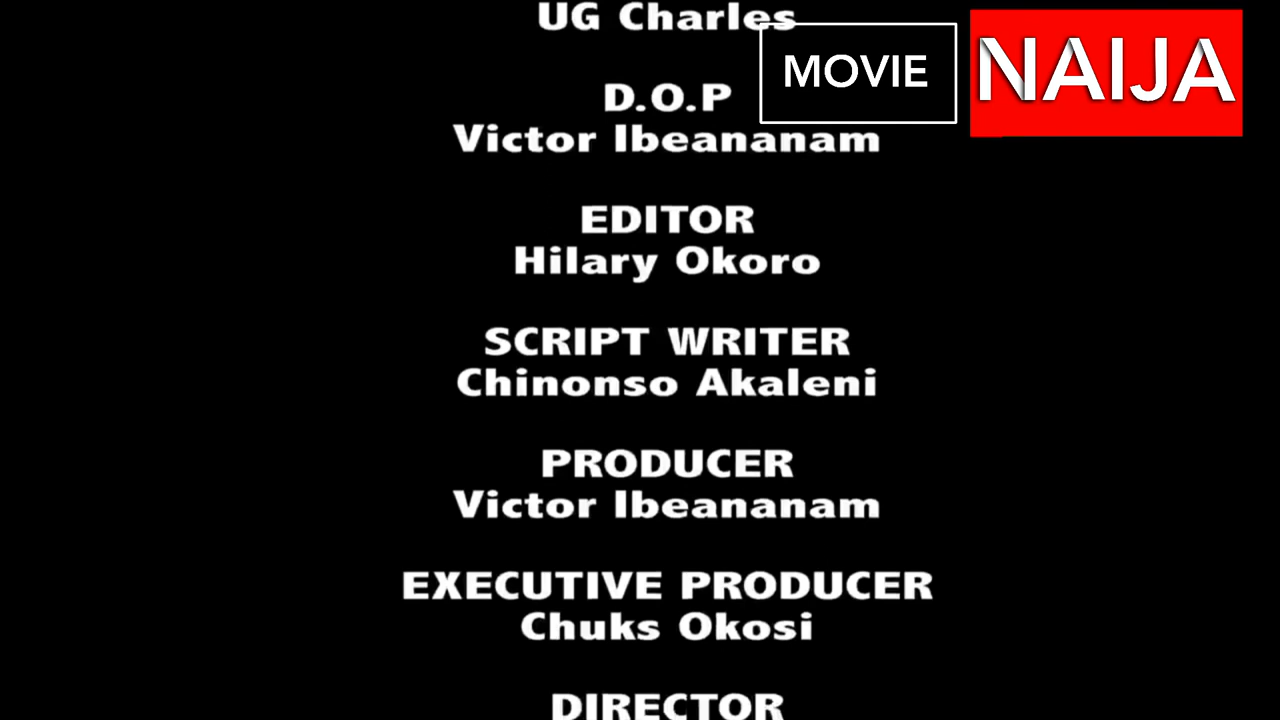 UG Charles
MOVIE NAIJA
D.O.P
Victor Ibeananam
EDITOR
Hilary Okoro
SCRIPT WRITER
Chinonso Akaleni
PRODUCER
Victor Ibeananam
EXECUTIVE PRODUCER
Chuks Okosi
DIRECTOR